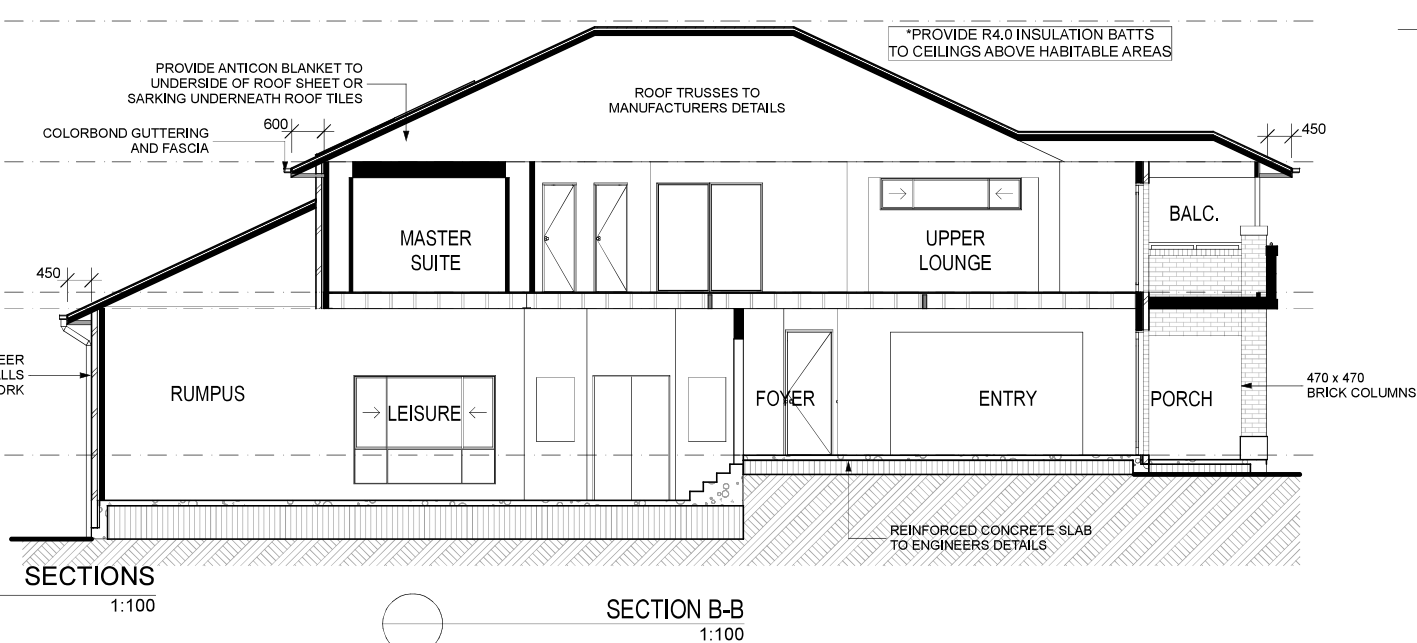 *PROVIDE R4.0 INSULATION BATTS
TO CEILINGS ABOVE HABITABLE AREAS
PROVIDE ANTICON BLANKET TO
UNDERSIDE OF ROOF SHEET OR
SARKING UNDERNEATH ROOF TILES
ROOF TRUSSES TO
MANUFACTURERS DETAILS
600
COLORBOND GUTTERING
AND FASCIA
450
BALC.
MASTER
SUITE
UPPER
LOUNGE
450
RUMPUS
LEISURE
FOYER
ENTRY
PORCH
470 x 470
BRICK COLUMNS
REINFORCED CONCRETE SLAB
TO ENGINEERS DETAILS
SECTIONS
1:100
SECTION B-B
1:100